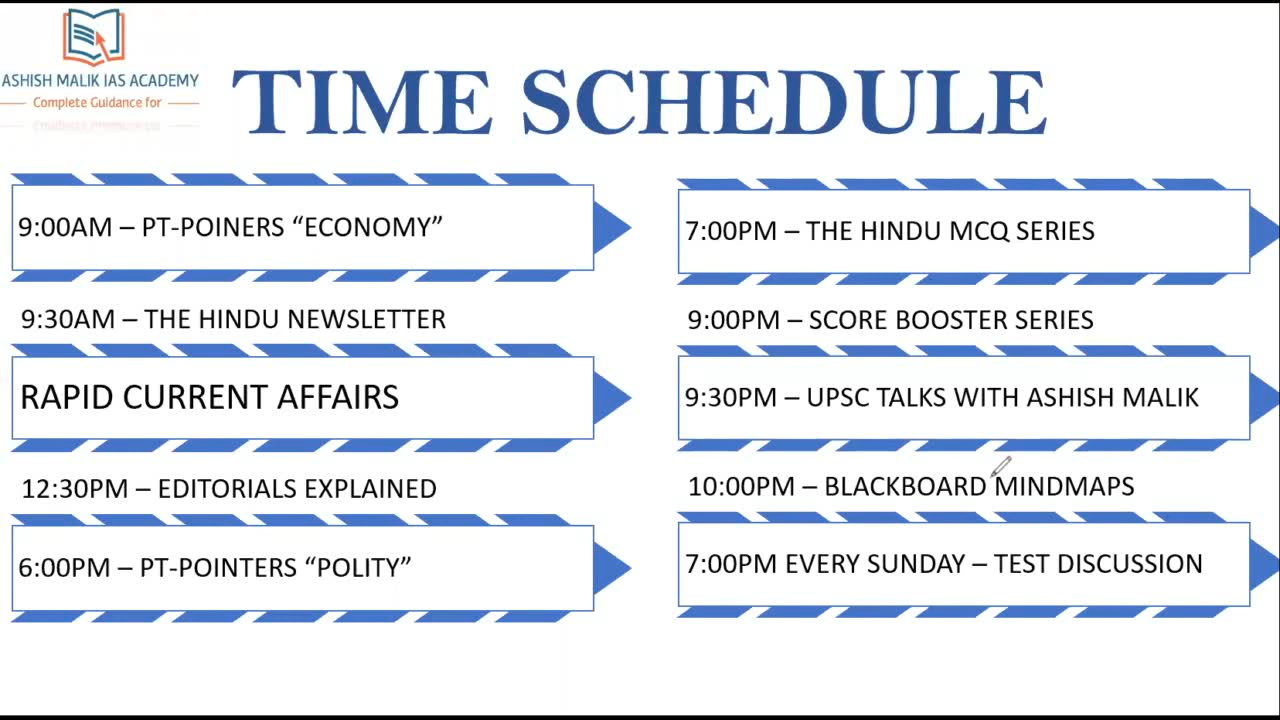 ASHISH MALIK IAS ACADEMY
Complete Guidance for
TIME SCHEDULE
9:00AM – PT-POINERS “ECONOMY”
9:30AM – THE HINDU NEWSLETTER
RAPID CURRENT AFFAIRS
12:30PM – EDITORIALS EXPLAINED
6:00PM – PT-POINTERS “POLITY”
7:00PM – THE HINDU MCQ SERIES
9:00PM – SCORE BOOSTER SERIES
9:30PM – UPSC TALKS WITH ASHISH MALIK
10:00PM – BLACKBOARD MINDMAPS
7:00PM EVERY SUNDAY – TEST DISCUSSION